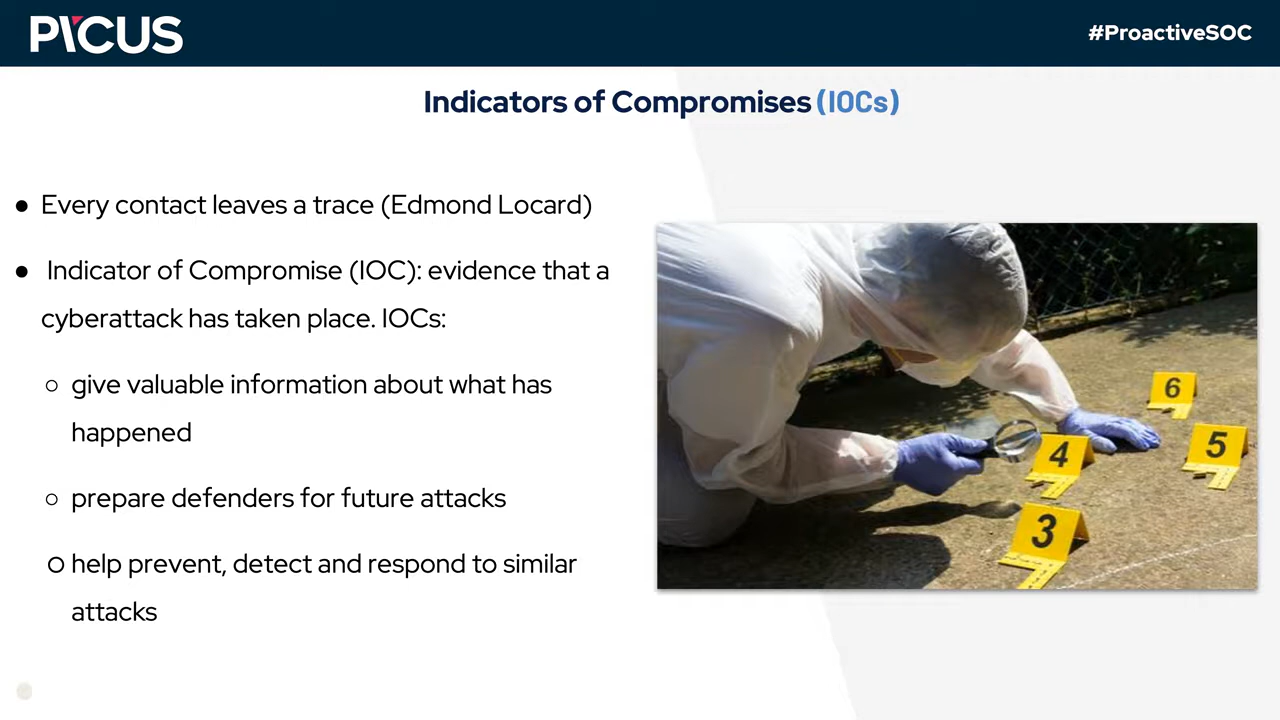 PICUS
#ProactiveSOC
Indicators of Compromises (IOCs)
● Every contact leaves a trace (Edmond Locard)
● Indicator of Compromise (IOC): evidence that a
cyberattack has taken place. IOCs:
○ give valuable information about what has
happened
○ prepare defenders for future attacks
○ help prevent, detect and respond to similar
attacks
6
5
4
3